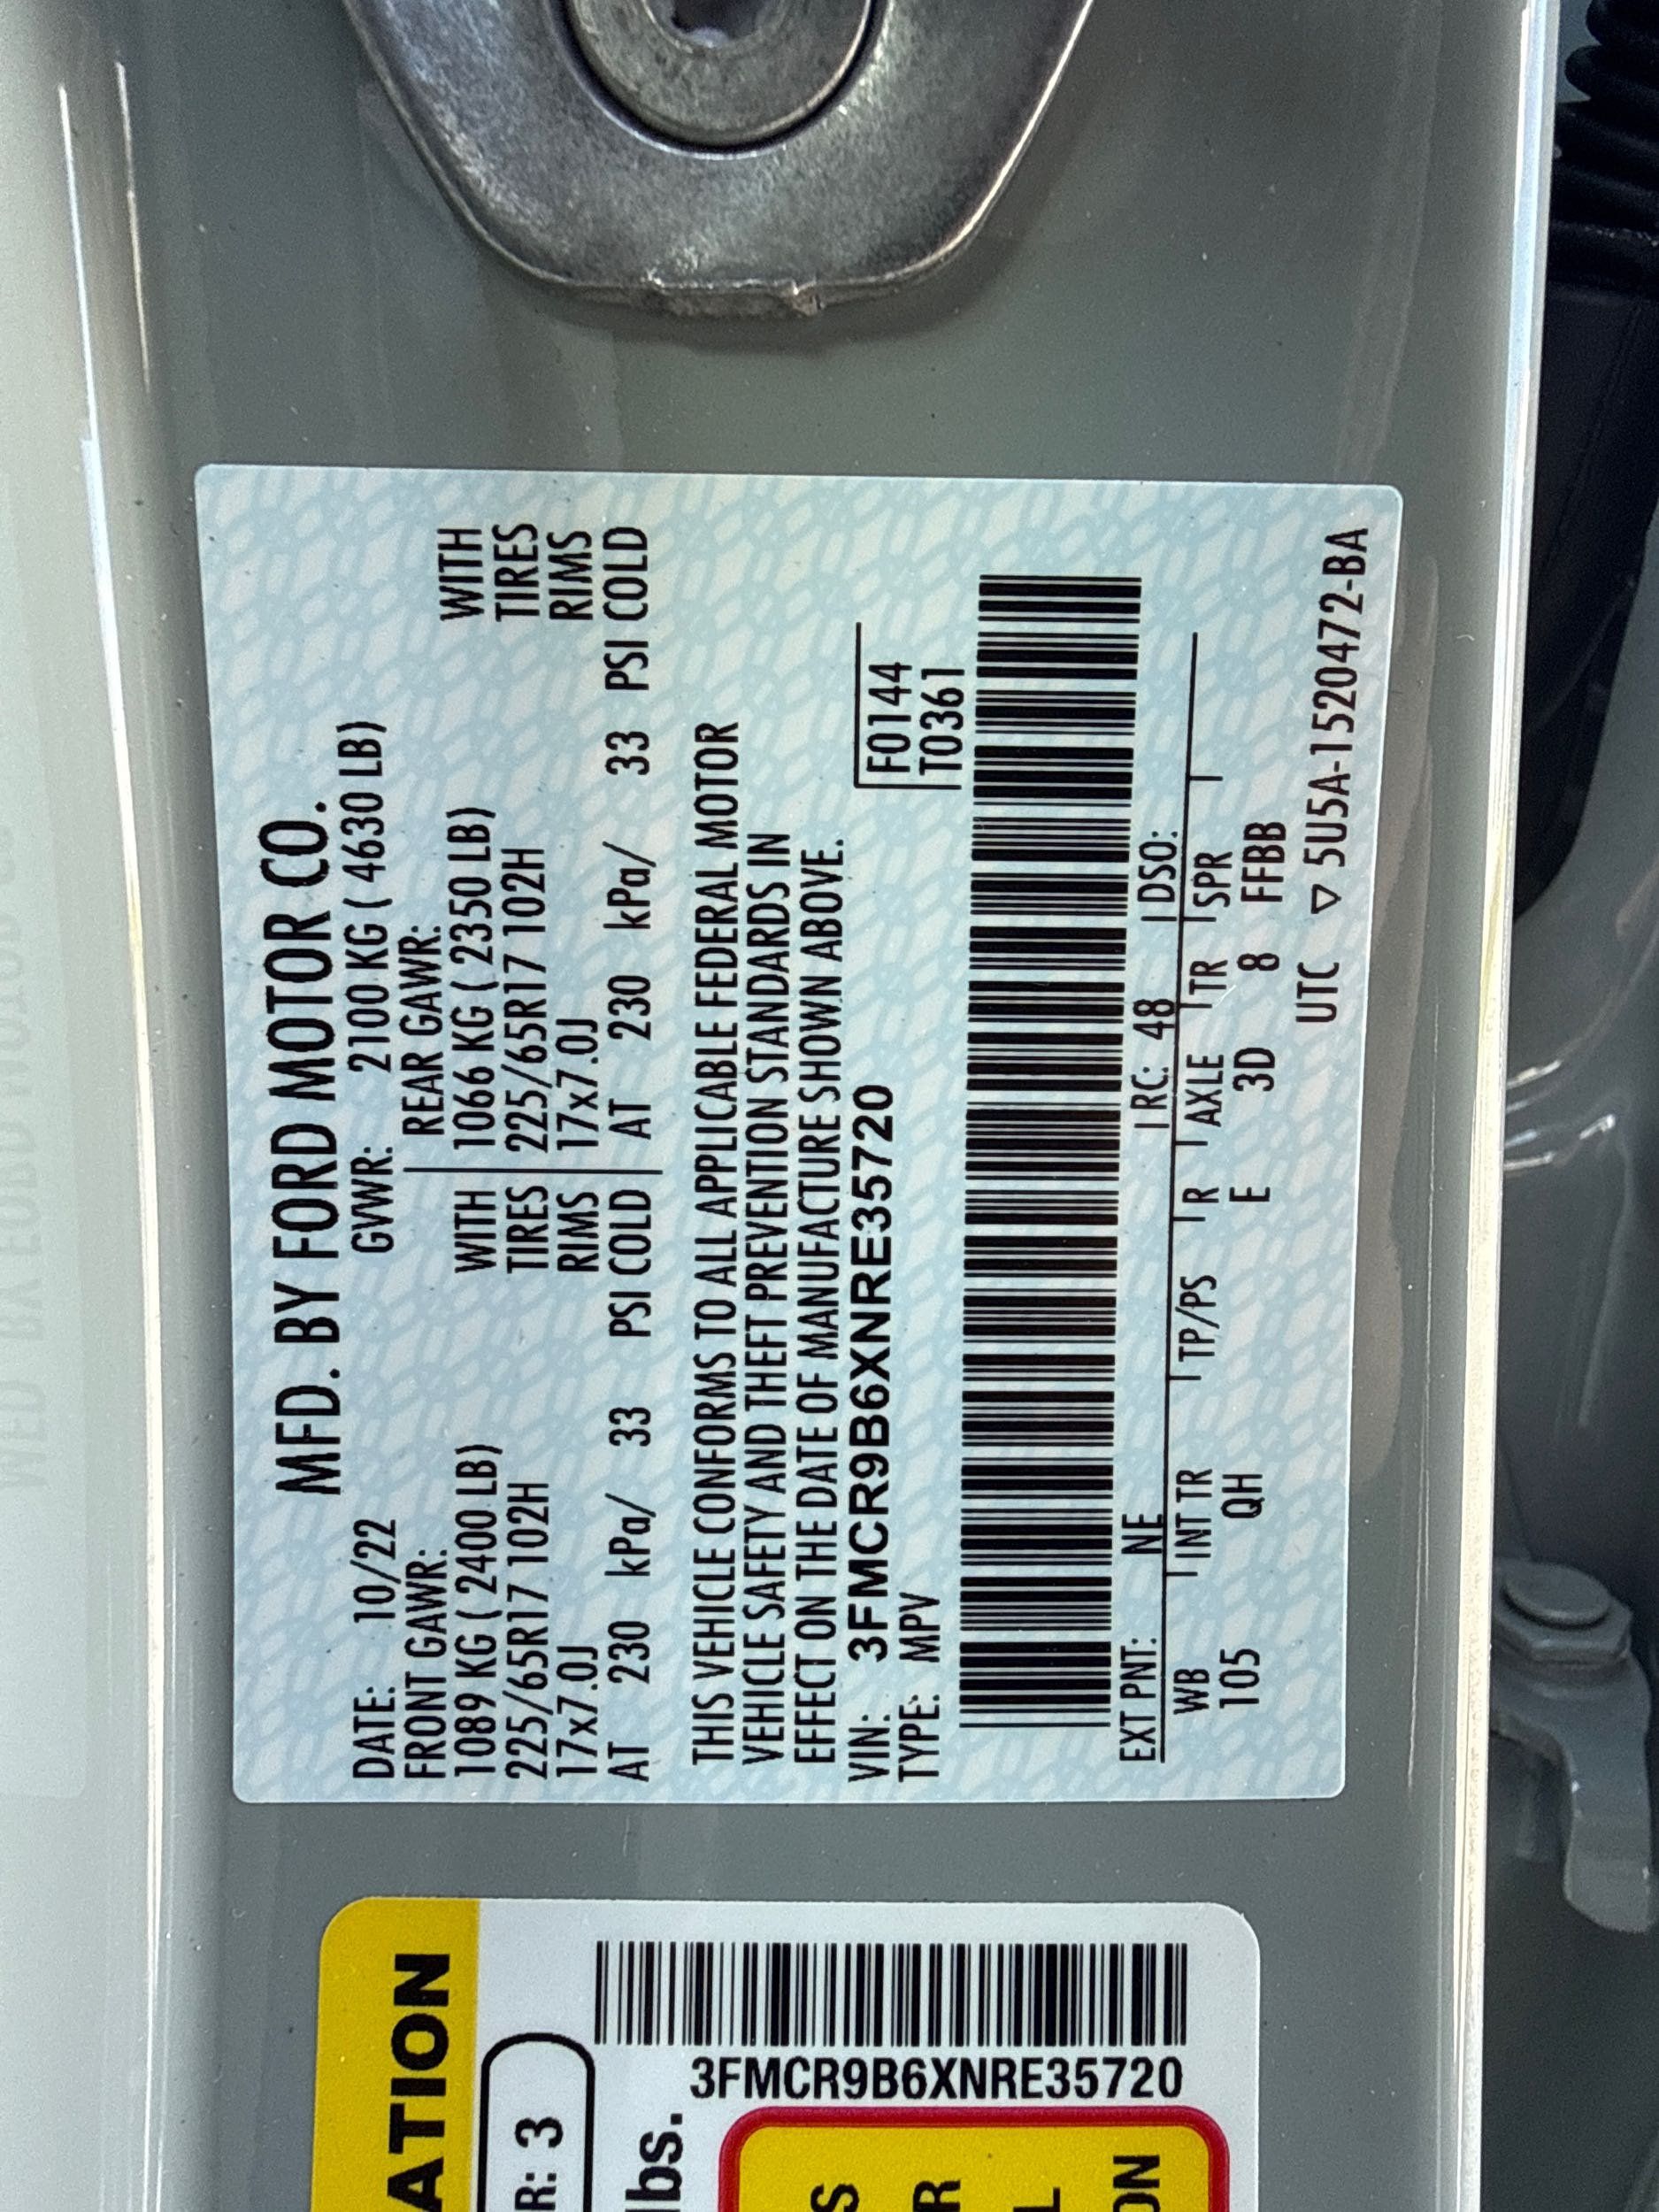 MFD. BY FORD MOTOR CO.
DATE: 10/22 GVWR: 2100 KG ( 4630 LB)
FRONT GAWR: REAR GAWR:
1089 KG ( 2400 LB) WITH 1066 KG ( 2350 LB) WITH
225/65R17 102H TIRES 225/65R17 102H TIRES
17x7.0J RIMS 17x7.0J RIMS
AT 230 kPa/ 33 PSI COLD AT 230 kPa/ 33 PSI COLD
THIS VEHICLE CONFORMS TO ALL APPLICABLE FEDERAL MOTOR
VEHICLE SAFETY AND THEFT PREVENTION STANDARDS IN
EFFECT ON THE DATE OF MANUFACTURE SHOWN ABOVE.
VIN: 3FMCR9B6XNRE35720 F0144
TYPE: MPV T0361
EXT PNT: NE RC: 48 DSO:
WB INT TR TP/PS R AXLE TR SPR
105 QH E 3D 8 FFBB
UTC ▽ 5U5A-1520472-BA
ATION
R: 3
lbs.
3FMCR9B6XNRE35720
S
R
L
ON